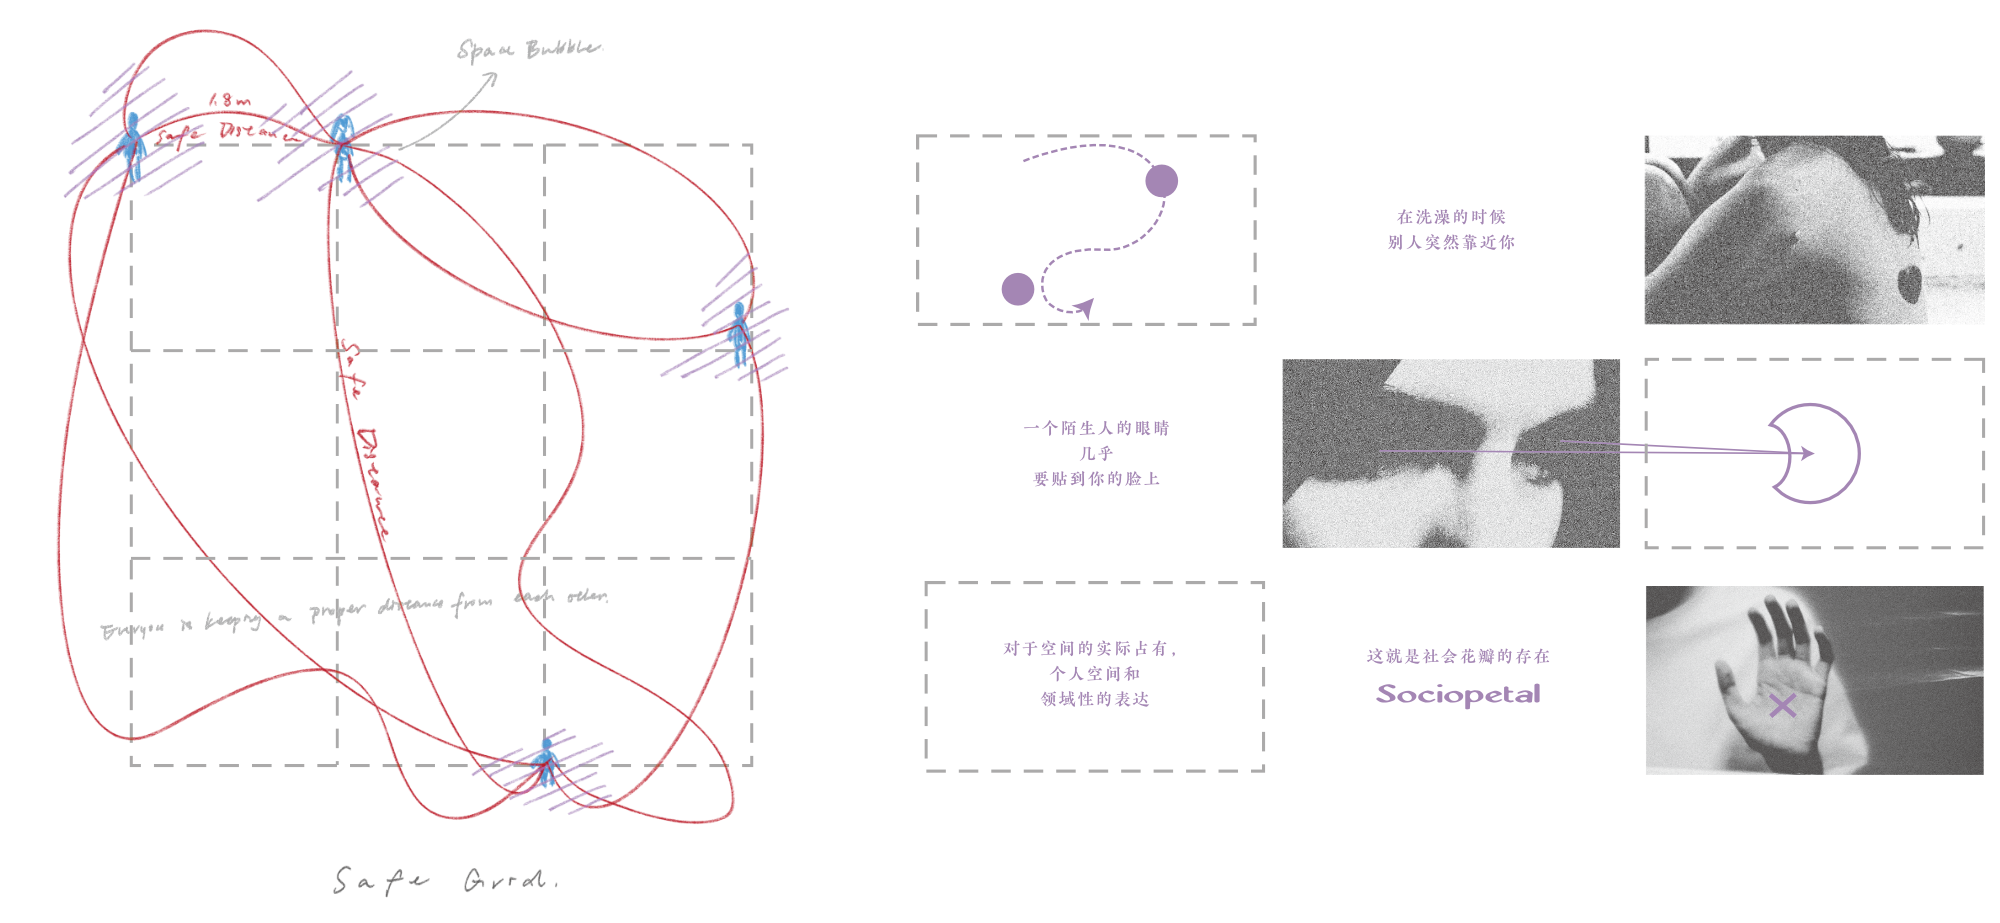 Space Bubble.
1.8m
Safe Distance
Safe Distance
Everyou is keeping a proper distance from each other.
Safe Grid.
在洗澡的时候
别人突然靠近你
一个陌生人的眼睛
几乎
要贴到你的脸上
对于空间的实际占有，
个人空间和
领域性的表达
这就是社会花瓣的存在
Sociopetal